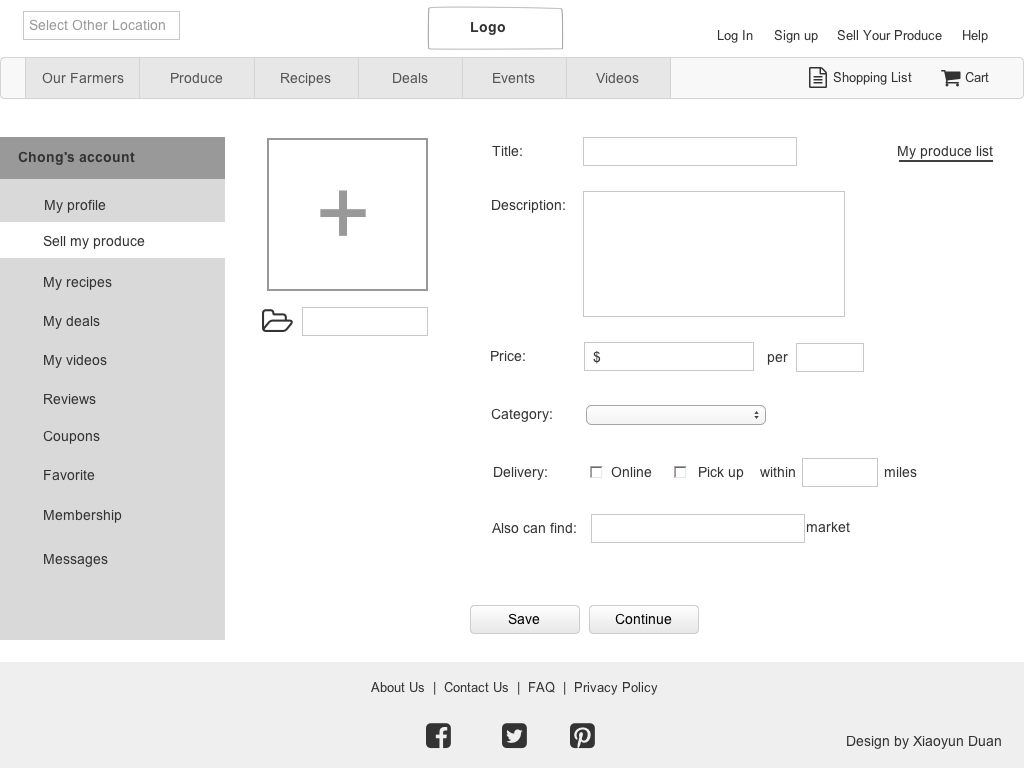 Select Other Location
Logo
Log In Sign up Sell Your Produce Help
Our Farmers Produce Recipes Deals Events Videos Shopping List Cart
Chong's account
My profile
Sell my produce
My recipes
My deals
My videos
Reviews
Coupons
Favorite
Membership
Messages
Title:
My produce list
Description:
Price: $ per
Category:
Delivery: Online Pick up within miles
Also can find: market
Save Continue
About Us | Contact Us | FAQ | Privacy Policy
Design by Xiaoyun Duan